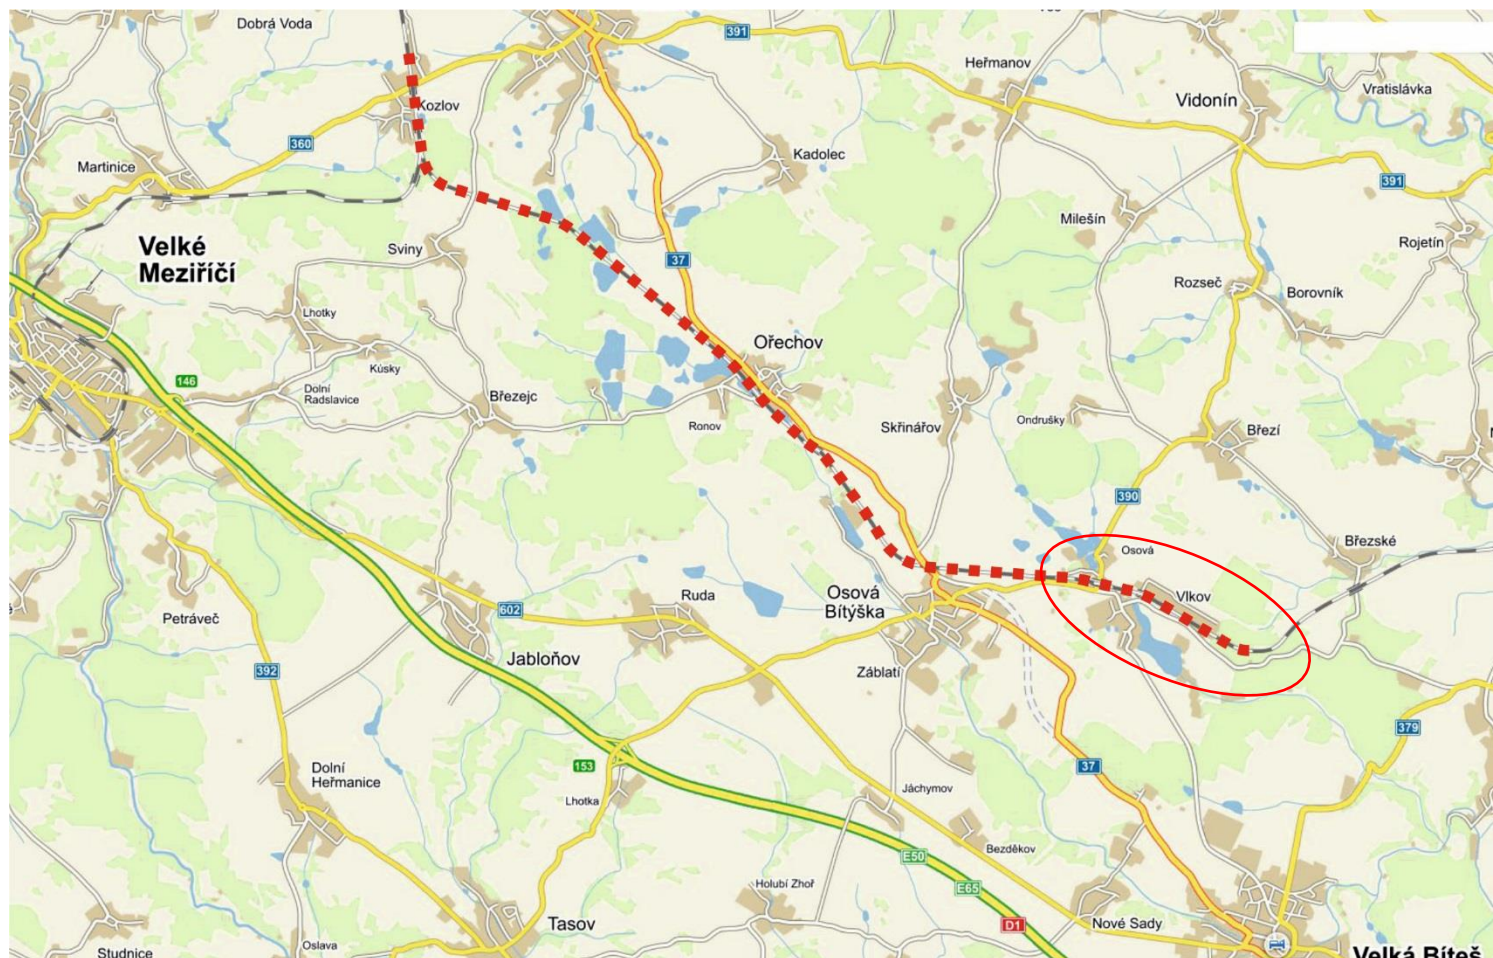 Dobrá Voda
391
Heřmanov
Vidonín
Vratislávka
Kozlov
360
Martinice
Kadolec
391
Milešín
Rojetín
Velké
Meziříčí
Sviny
37
Rozseč
Borovník
Lhotky
Ořechov
Kúsky
146
Dolní
Radslavice
Březejc
Ronov
Skřinářov
Ondrušky
Březí
390
Osová
Březské
Petráveč
602
Ruda
Osová
Bítýška
Vlkov
Jabloňov
392
Záblatí
379
Dolní
Heřmanice
153
37
Lhotka
Jáchymov
E50
Bezděkov
E65
Holubí Zhoř
Tasov
D1
Nové Sady
Studnice
Oslava
Velká Bíteš